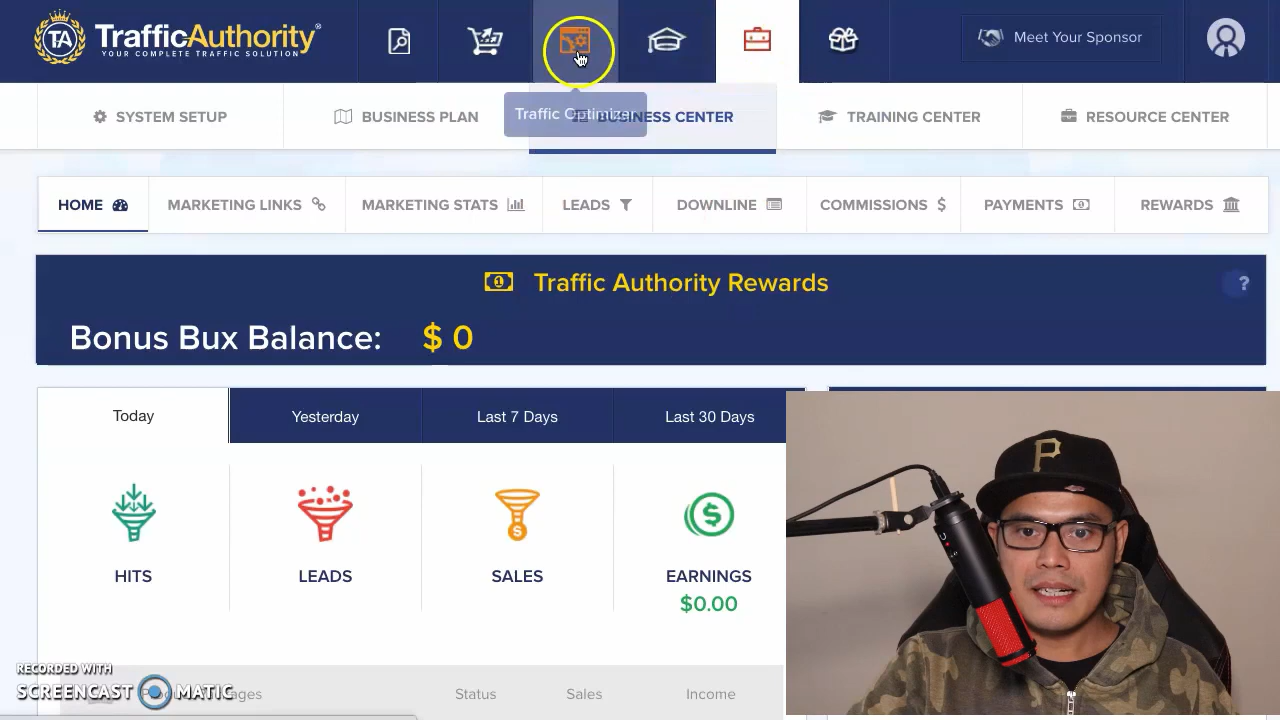 TA TrafficAuthority®
YOUR COMPLETE TRAFFIC SOLUTION
Meet Your Sponsor
Traffic Optimizer
SYSTEM SETUP
BUSINESS PLAN
BUSINESS CENTER
TRAINING CENTER
RESOURCE CENTER
HOME
MARKETING LINKS
MARKETING STATS
LEADS
DOWNLINE
COMMISSIONS $
PAYMENTS
REWARDS
Traffic Authority Rewards
?
Bonus Bux Balance: $ 0
Today
Yesterday
Last 7 Days
Last 30 Days
HITS
LEADS
SALES
EARNINGS
$0.00
P
RECORDED WITH
SCREENCAST MATIC
Status
Sales
Income